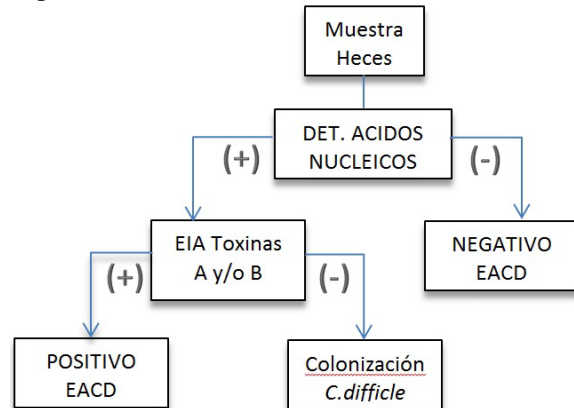 Muestra
Heces
DET. ACIDOS
NUCLEICOS
(+)
(-)
EIA Toxinas
A y/o B
NEGATIVO
EACD
(+)
(-)
POSITIVO
EACD
Colonización
C.difficle